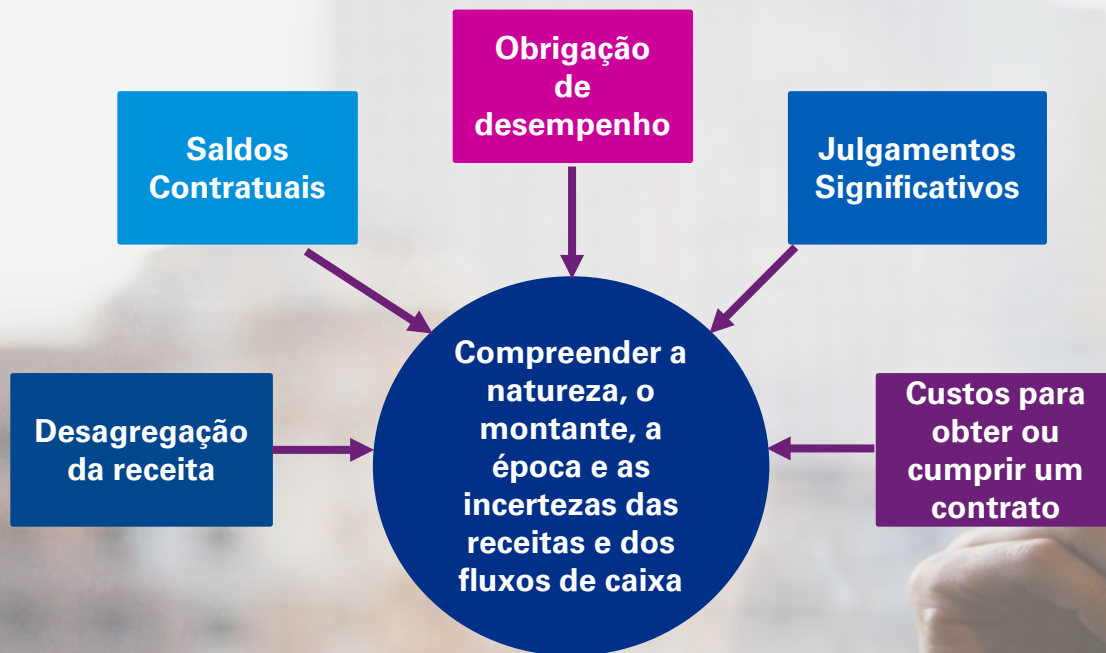 Obrigação
de
desempenho
Saldos
Contratuais
Julgamentos
Significativos
Desagregação
da receita
Compreender a
natureza, o
montante, a
época e as
incertezas das
receitas e dos
fluxos de caixa
Custos para
obter ou
cumprir um
contrato